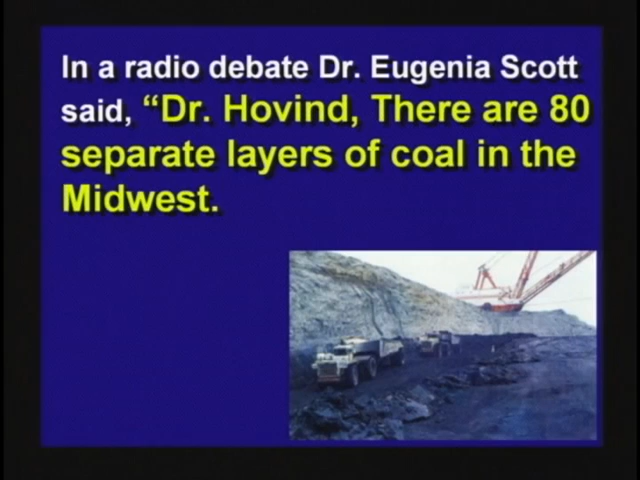 In a radio debate Dr. Eugenia Scott
said, “Dr. Hovind, There are 80
separate layers of coal in the
Midwest.